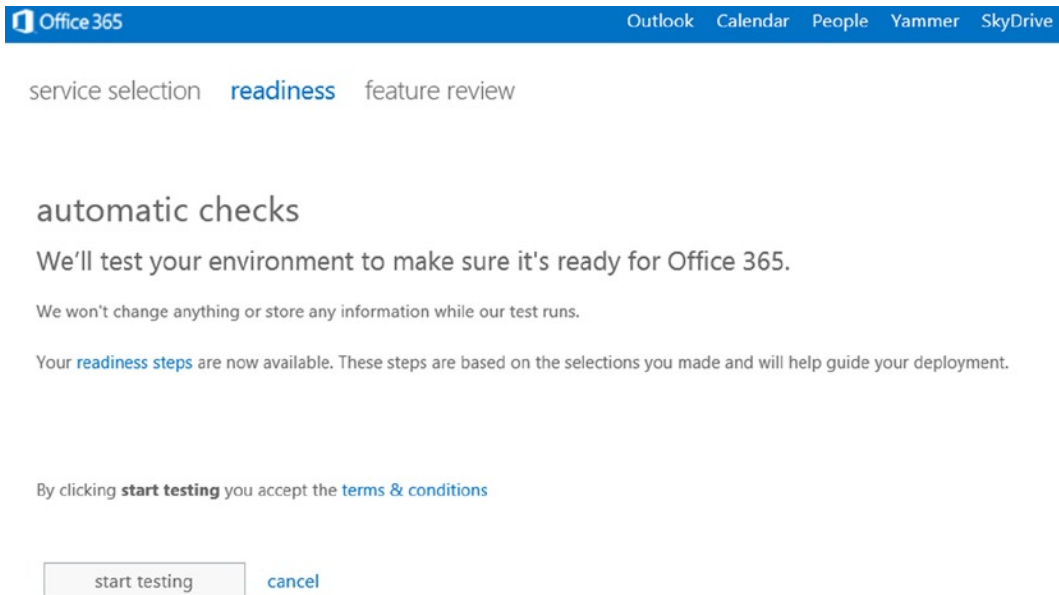 Office 365 Outlook Calendar People Yammer SkyDrive
service selection readiness feature review
automatic checks
We'll test your environment to make sure it's ready for Office 365.
We won't change anything or store any information while our test runs.
Your readiness steps are now available. These steps are based on the selections you made and will help guide your deployment.
By clicking start testing you accept the terms & conditions
start testing cancel